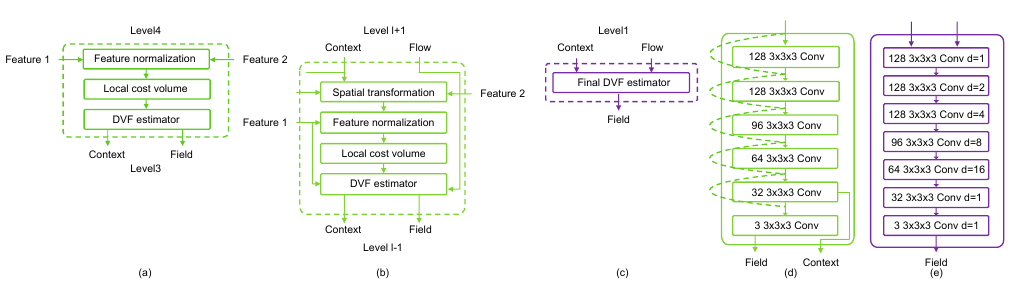 Level4
Feature 1
Feature normalization
Feature 2
Local cost volume
DVF estimator
Context
Field
Level3
(a)
Level l+1
Context
Flow
Spatial transformation
Feature 2
Feature 1
Feature normalization
Local cost volume
DVF estimator
Context
Field
Level l-1
(b)
Level1
Context
Flow
Final DVF estimator
Field
(c)
128 3x3x3 Conv
128 3x3x3 Conv
96 3x3x3 Conv
64 3x3x3 Conv
32 3x3x3 Conv
3 3x3x3 Conv
Field
Context
(d)
128 3x3x3 Conv d=1
128 3x3x3 Conv d=2
128 3x3x3 Conv d=4
96 3x3x3 Conv d=8
64 3x3x3 Conv d=16
32 3x3x3 Conv d=1
3 3x3x3 Conv d=1
Field
(e)